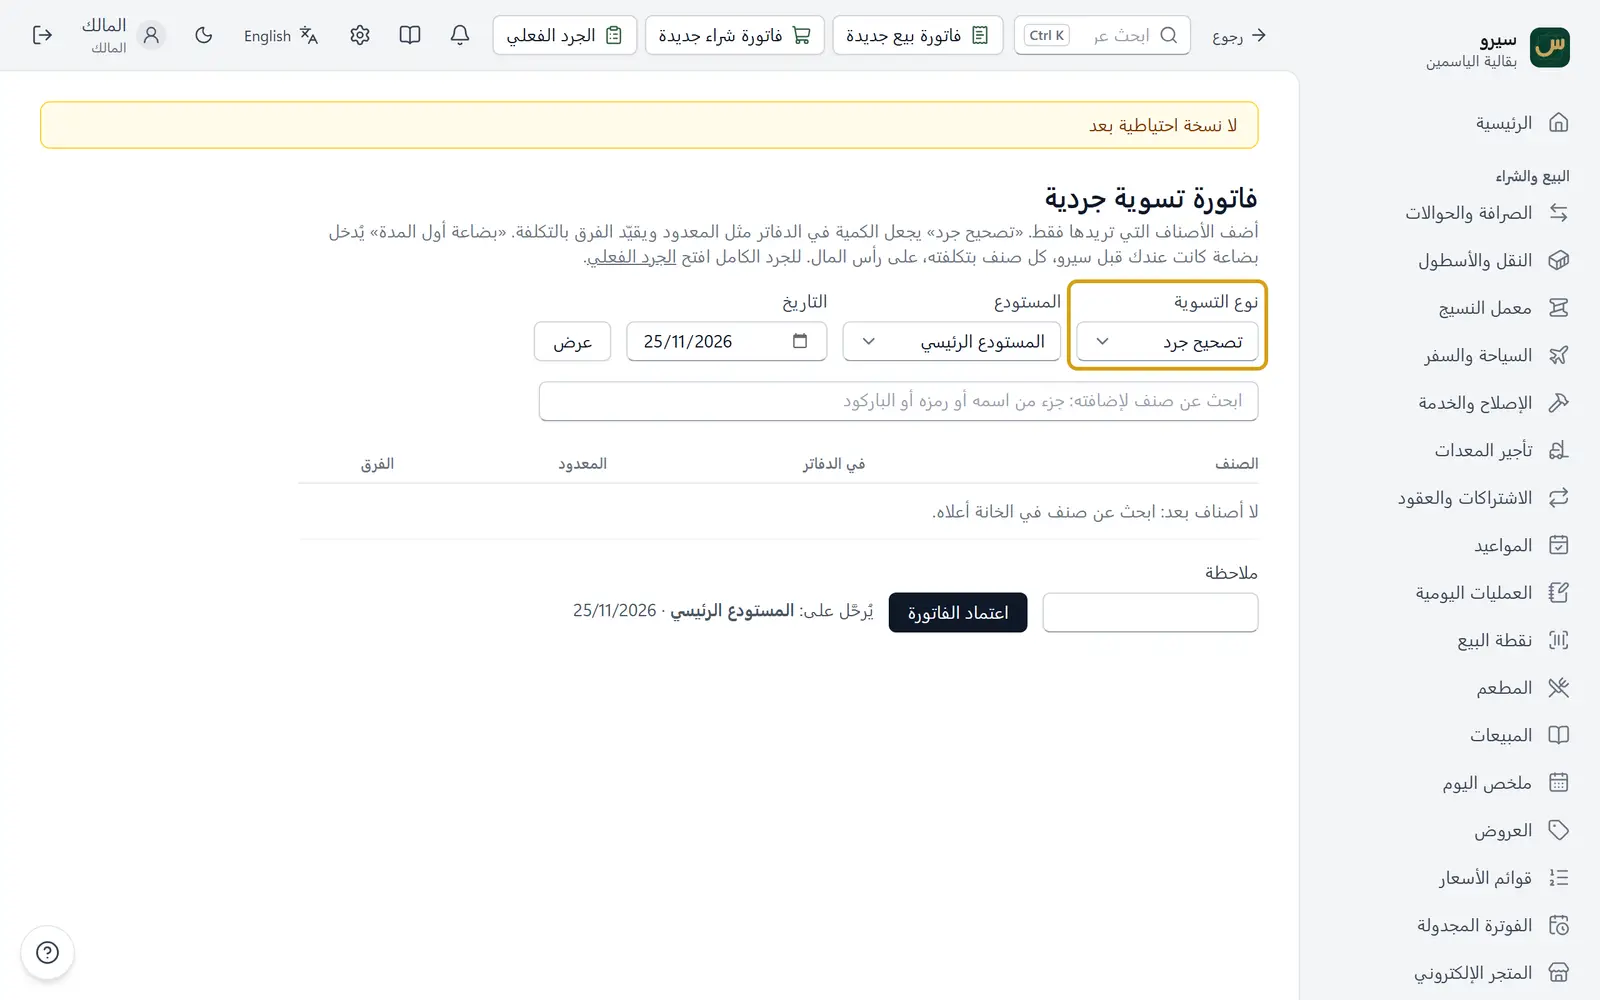 سيرو
بقالية الياسمين
رجوع
ابحث عر
Ctrl K
فاتورة بيع جديدة
فاتورة شراء جديدة
الجرد الفعلي
English
المالك
المالك
الرئيسية
البيع والشراء
الصرافة والحوالات
النقل والأسطول
معمل النسيج
السياحة والسفر
الإصلاح والخدمة
تأجير المعدات
الاشتراكات والعقود
المواعيد
العمليات اليومية
نقطة البيع
المطعم
المبيعات
ملخص اليوم
العروض
قوائم الأسعار
الفوترة المجدولة
المتجر الإلكتروني
لا نسخة احتياطية بعد
فاتورة تسوية جردية
أضف الأصناف التي تريدها فقط. «تصحيح جرد» يجعل الكمية في الدفاتر مثل المعدود ويقيّد الفرق بالتكلفة. «بضاعة أول المدة» يُدخل
بضاعة كانت عندك قبل سيرو، كل صنف بتكلفته، على رأس المال. للجرد الكامل افتح الجرد الفعلي.
نوع التسوية
تصحيح جرد
المستودع
المستودع الرئيسي
التاريخ
25/11/2026
عرض
ابحث عن صنف لإضافته: جزء من اسمه أو رمزه أو الباركود
الصنف
في الدفاتر
المعدود
الفرق
لا أصناف بعد: ابحث عن صنف في الخانة أعلاه.
ملاحظة
اعتماد الفاتورة
يُرحَّل على: المستودع الرئيسي · 25/11/2026